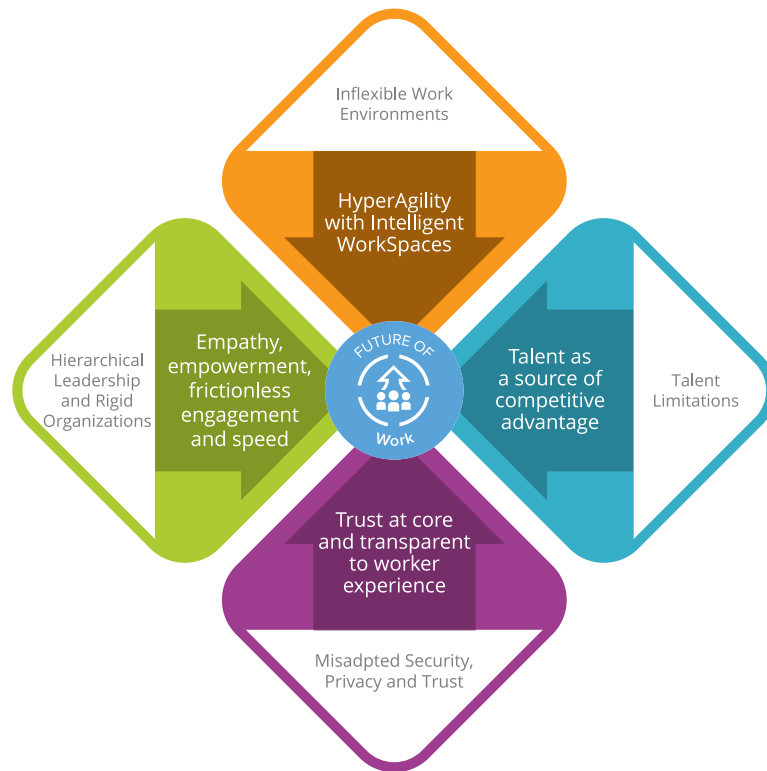 Inflexible Work
Environments
HyperAgility
with Intelligent
WorkSpaces
Hierarchical
Leadership
and Rigid
Organizations
Empathy,
empowerment,
frictionless
engagement
and speed
FUTURE OF
Work
Talent as
a source of
competitive
advantage
Talent
Limitations
Trust at core
and transparent
to worker
experience
Misadpted Security,
Privacy and Trust